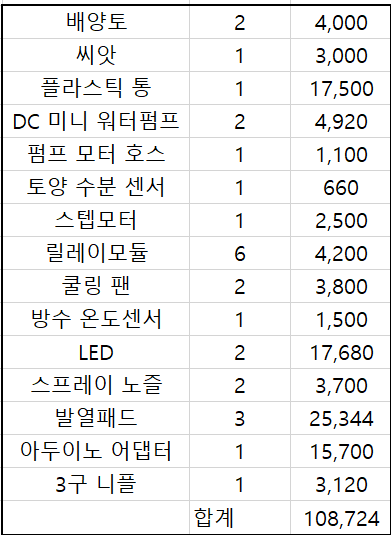 배양토 2 4,000
씨앗 1 3,000
플라스틱 통 1 17,500
DC 미니 워터펌프 2 4,920
펌프 모터 호스 1 1,100
토양 수분 센서 1 660
스텝모터 1 2,500
릴레이모듈 6 4,200
쿨링 팬 2 3,800
방수 온도센서 1 1,500
LED 2 17,680
스프레이 노즐 2 3,700
발열패드 3 25,344
아두이노 어댑터 1 15,700
3구 니플 1 3,120
합계 108,724